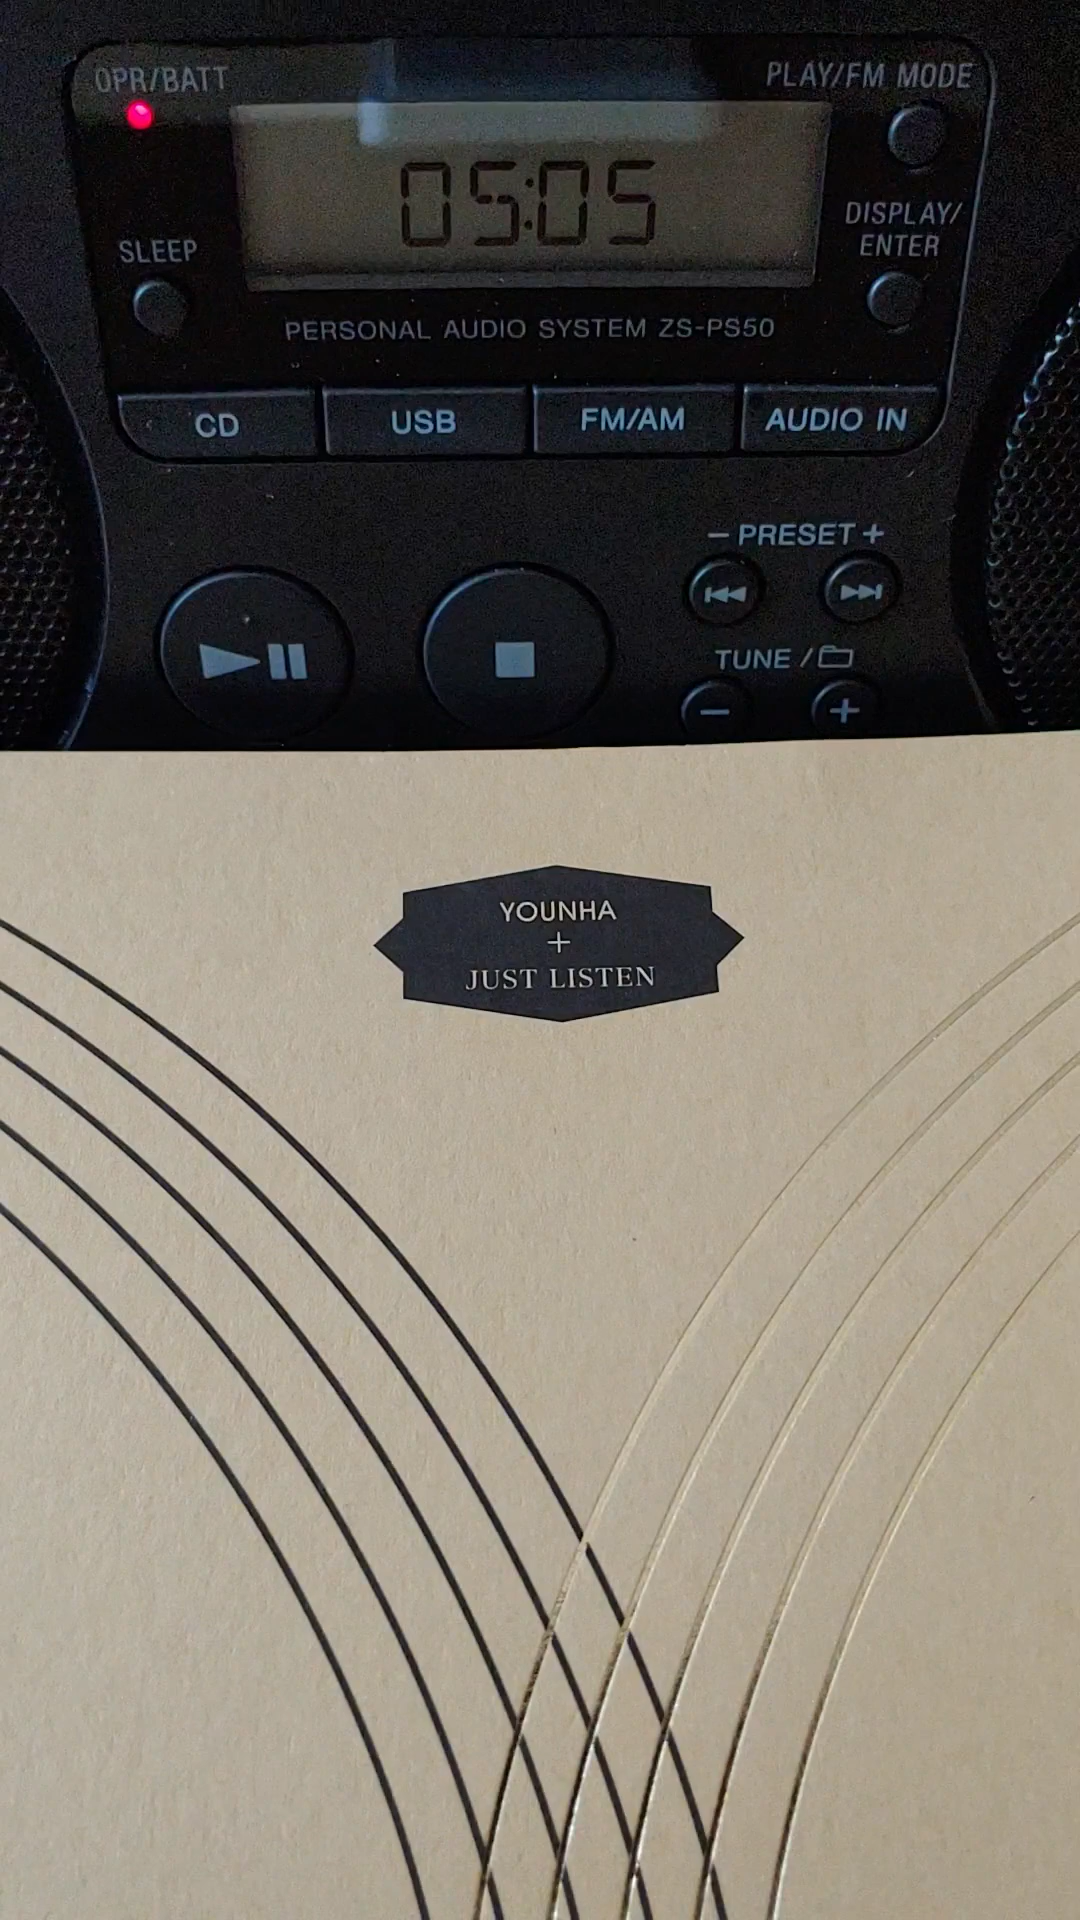 OPR/BATT
PLAY/FM MODE
05:05
DISPLAY/
ENTER
SLEEP
PERSONAL AUDIO SYSTEM ZS-PS50
CD
USB
FM/AM
AUDIO IN
− PRESET +
TUNE /
− +
YOUNHA
+
JUST LISTEN